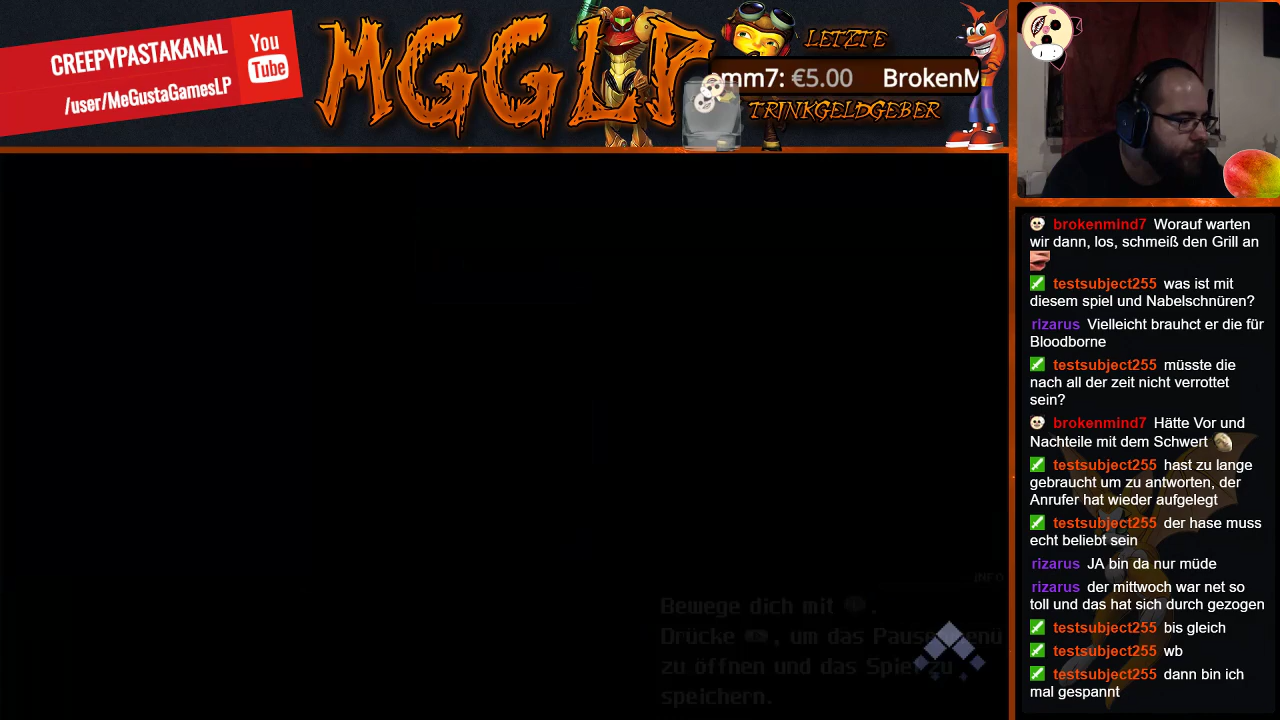 CREEPYPASTAKANAL
/user/MeGustaGamesLP
You
Tube
MGGLP
LETZTE
mm7: €5.00 BrokenM
TRINKGELDGEBER
brokenmind7 Worauf warten
wir dann, los, schmeiß den Grill an
testsubject255 was ist mit
diesem spiel und Nabelschnüren?
rizarus Vielleicht brauhct er die für
Bloodborne
testsubject255 müsste die
nach all der zeit nicht verrottet
sein?
brokenmind7 Hätte Vor und
Nachteile mit dem Schwert
testsubject255 hast zu lange
gebraucht um zu antworten, der
Anrufer hat wieder aufgelegt
testsubject255 der hase muss
echt beliebt sein
rizarus JA bin da nur müde
rizarus der mittwoch war net so
toll und das hat sich durch gezogen
testsubject255 bis gleich
testsubject255 wb
testsubject255 dann bin ich
mal gespannt
INFO
Bewege dich mit .
Drücke , um das Pausemenü
zu öffnen und das Spiel zu
speichern.